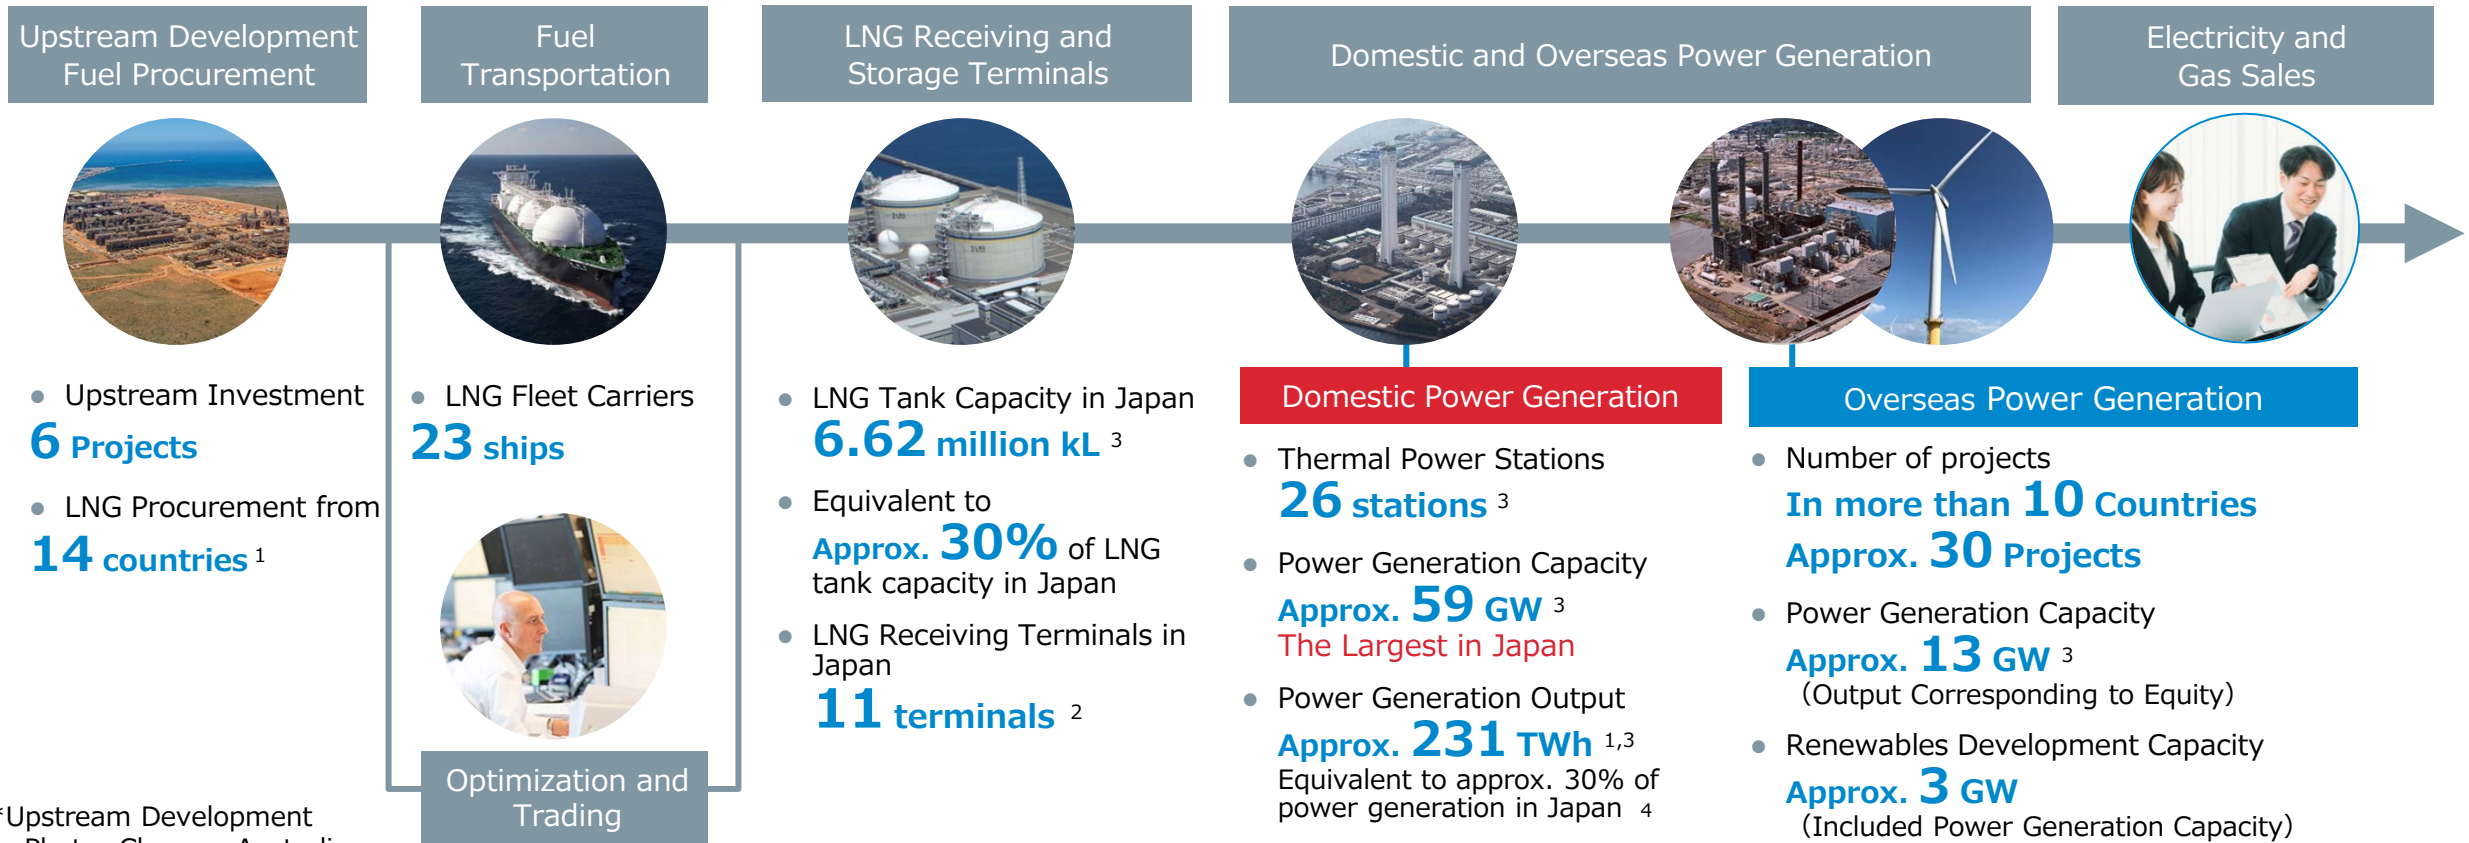 Upstream Development
Fuel Procurement
Fuel
Transportation
LNG Receiving and
Storage Terminals
Domestic and Overseas Power Generation
Electricity and
Gas Sales
● Upstream Investment
6 Projects
● LNG Procurement from
14 countries 1
● LNG Fleet Carriers
23 ships
Optimization and
Trading
● LNG Tank Capacity in Japan
6.62 million kL 3
● Equivalent to
Approx. 30% of LNG
tank capacity in Japan
● LNG Receiving Terminals in
Japan
11 terminals 2
Domestic Power Generation
● Thermal Power Stations
26 stations 3
● Power Generation Capacity
Approx. 59 GW 3
The Largest in Japan
● Power Generation Output
Approx. 231 TWh 1,3
Equivalent to approx. 30% of
power generation in Japan 4
Overseas Power Generation
● Number of projects
In more than 10 Countries
Approx. 30 Projects
● Power Generation Capacity
Approx. 13 GW 3
（Output Corresponding to Equity）
● Renewables Development Capacity
Approx. 3 GW
（Included Power Generation Capacity）
*Upstream Development